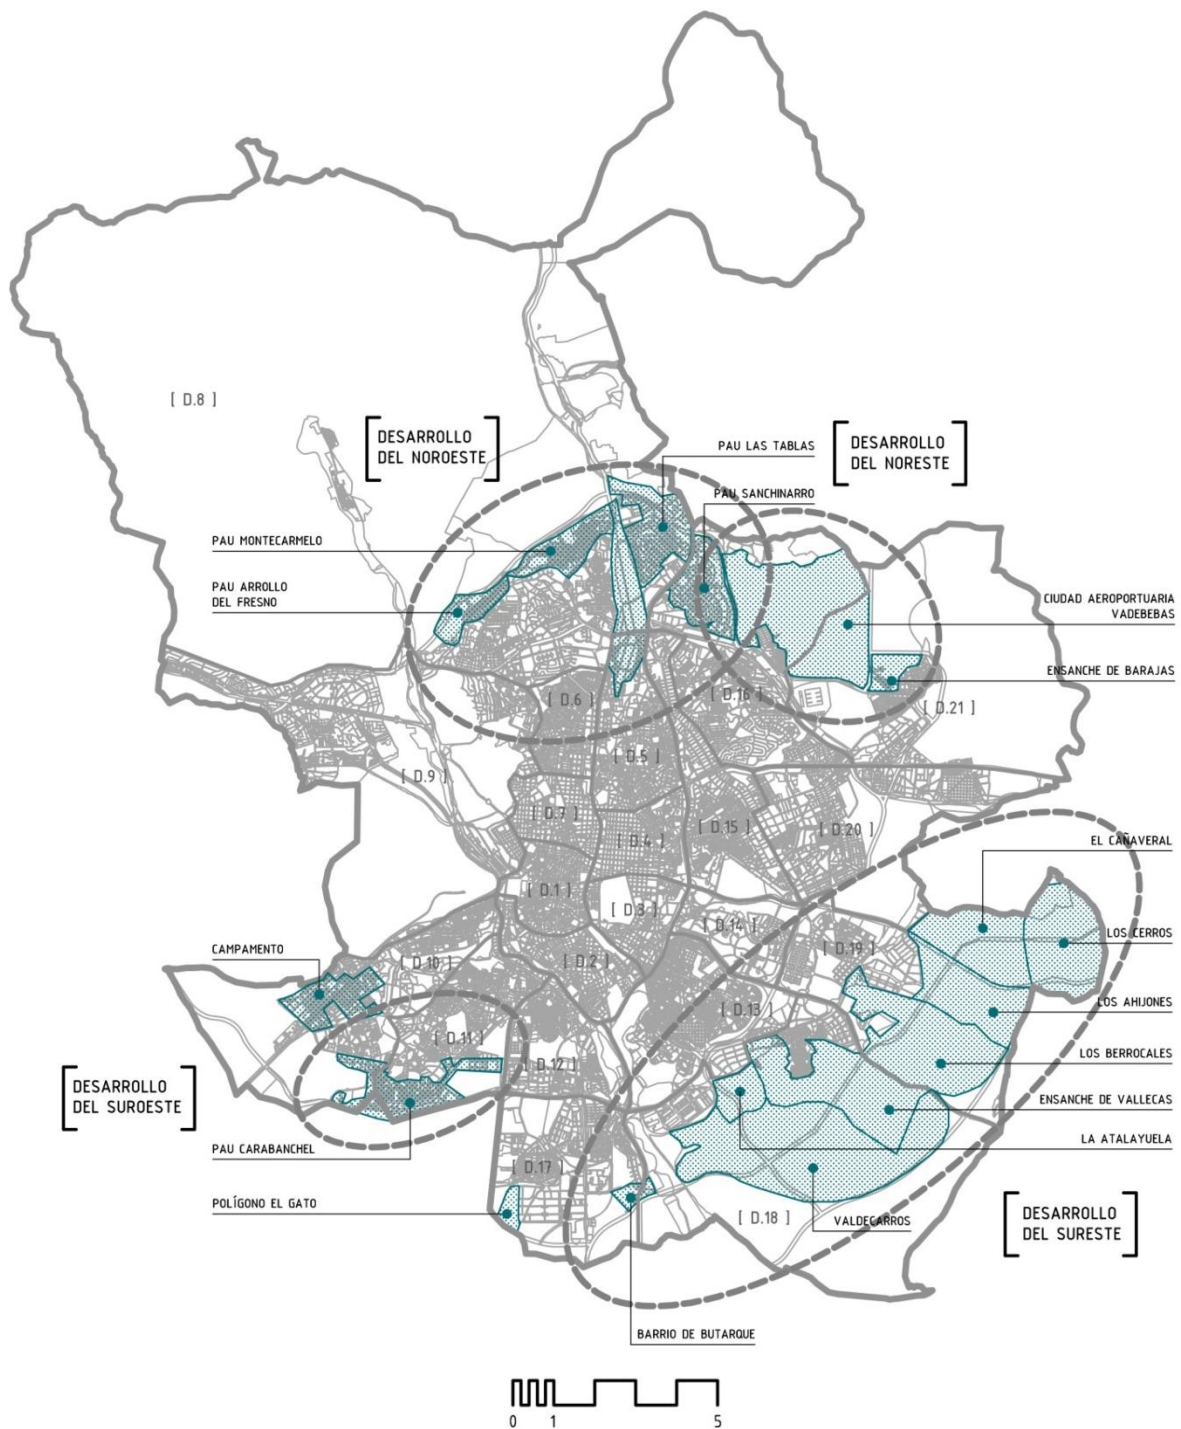 [ D.8 ]
DESARROLLO
DEL NOROESTE
PAU LAS TABLAS
DESARROLLO
DEL NORESTE
PAU SANCHINARRO
PAU MONTECARMELO
PAU ARROLLO
DEL FRESNO
CIUDAD AEROPORTUARIA
VADEBEBAS
ENSANCHE DE BARAJAS
[ D.6 ]
[ D.16 ]
[ D.21 ]
[ D.5 ]
[ D.9 ]
[ D.7 ]
[ D.4 ]
[ D.15 ]
[ D.20 ]
EL CAÑAVERAL
[ D.1 ]
[ D.3 ]
[ D.14 ]
[ D.19 ]
LOS CERROS
CAMPAMENTO
[ D.10 ]
[ D.2 ]
LOS AHIJONES
[ D.13 ]
[ D.11 ]
[ D.12 ]
LOS BERROCALES
DESARROLLO
DEL SUROESTE
ENSANCHE DE VALLECAS
PAU CARABANCHEL
LA ATALAYUELA
[ D.17 ]
POLÍGONO EL GATO
[ D.18 ]
VALDECARROS
DESARROLLO
DEL SURESTE
BARRIO DE BUTARQUE
0 1 5